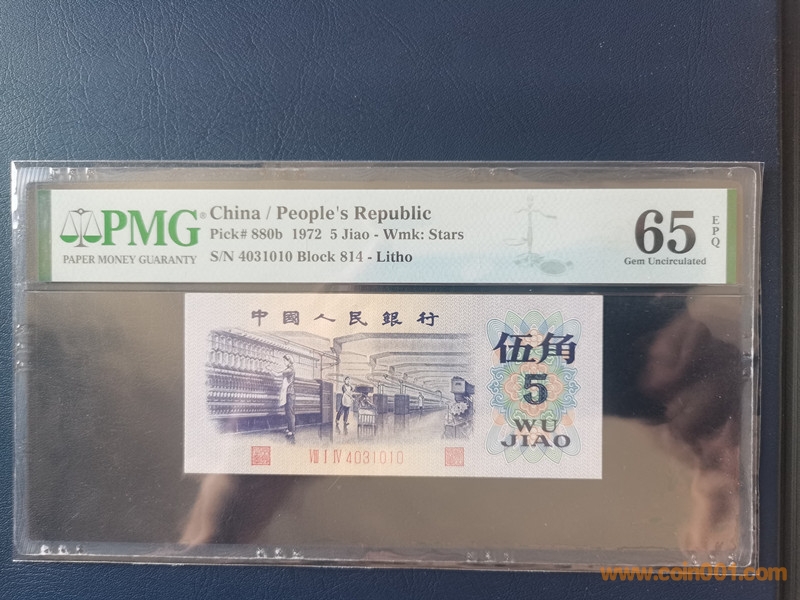 PMG®
PAPER MONEY GUARANTY
China / People's Republic
Pick# 880b 1972 5 Jiao - Wmk: Stars
S/N 4031010 Block 814 - Litho
65
EPQ
Gem Uncirculated
中國人民銀行
伍角
5
WU
JIAO
Ⅷ Ⅰ Ⅳ 4031010
www.coin001.com